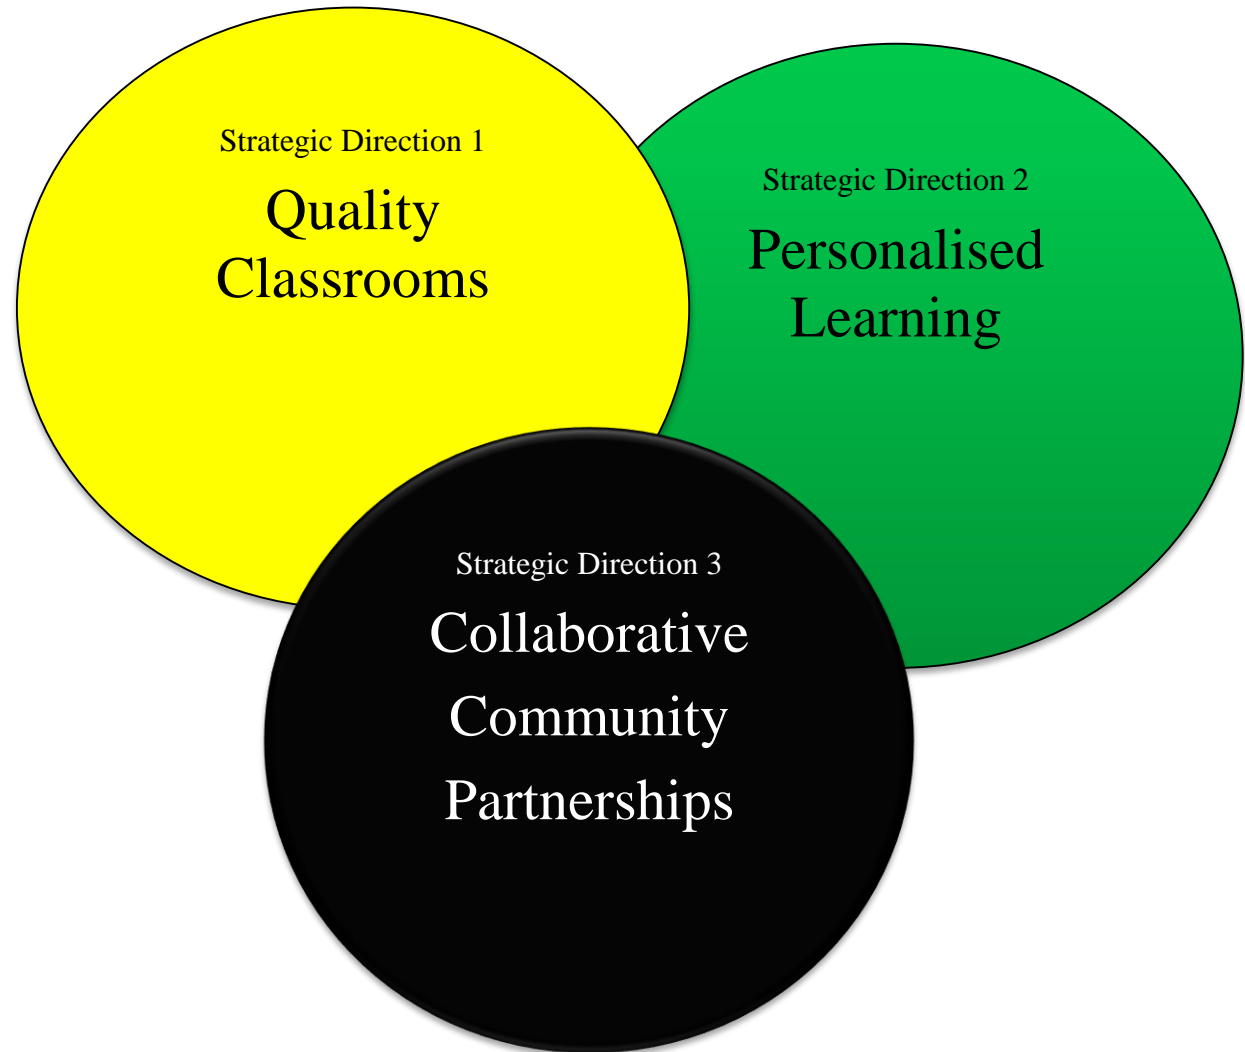 Strategic Direction 1
Quality
Classrooms
Strategic Direction 2
Personalised
Learning
Strategic Direction 3
Collaborative
Community
Partnerships